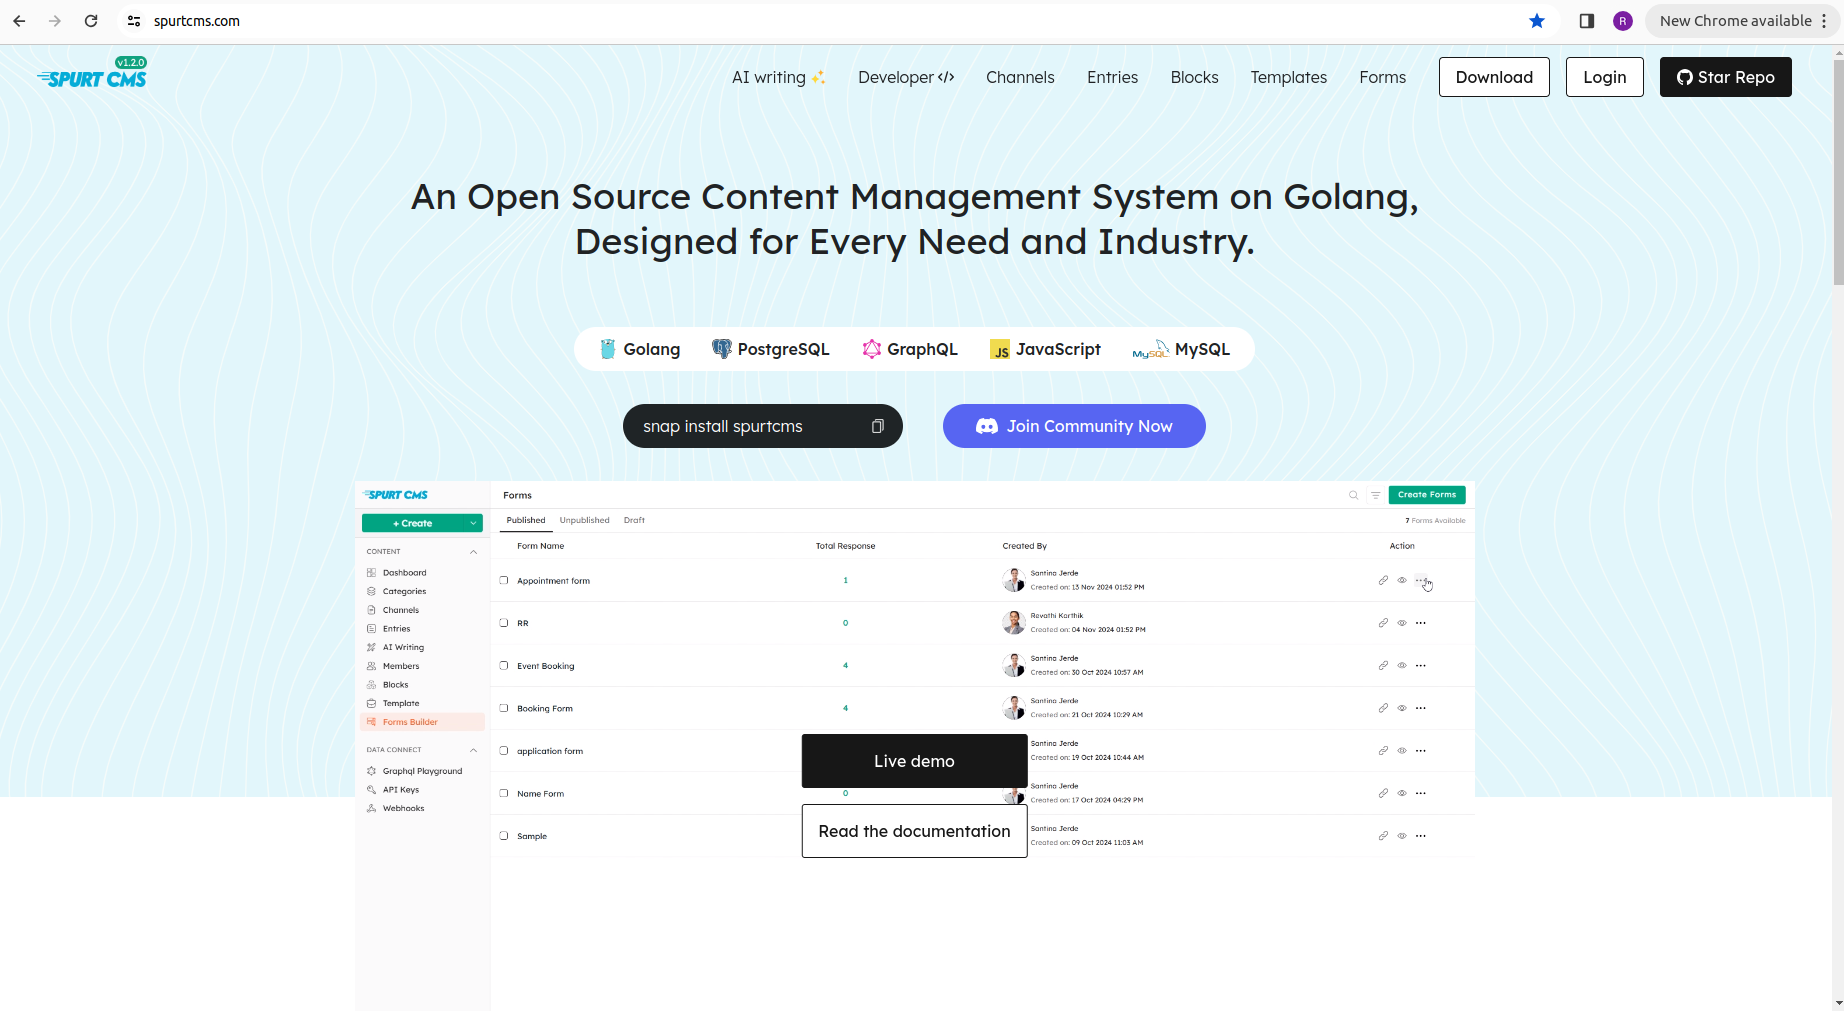 spurtcms.com
R
New Chrome available
v1.2.0
SPURT CMS
AI writing
Developer </>
Channels
Entries
Blocks
Templates
Forms
Download
Login
Star Repo
An Open Source Content Management System on Golang,
Designed for Every Need and Industry.
Golang
PostgreSQL
GraphQL
JS JavaScript
MySQL MySQL
snap install spurtcms
Join Community Now
SPURT CMS
Forms
Create Forms
+ Create
Published
Unpublished
Draft
7 Forms Available
CONTENT
Form Name
Total Response
Created By
Action
Dashboard
Categories
Channels
Entries
AI Writing
Members
Blocks
Template
Forms Builder
DATA CONNECT
Graphql Playground
API Keys
Webhooks
Appointment form
1
Santina Jerde
Created on: 13 Nov 2024 01:52 PM
RR
0
Revathi Karthik
Created on: 04 Nov 2024 01:52 PM
Event Booking
4
Santina Jerde
Created on: 30 Oct 2024 10:57 AM
Booking Form
4
Santina Jerde
Created on: 21 Oct 2024 10:29 AM
application form
Santina Jerde
Created on: 19 Oct 2024 10:44 AM
Live demo
Name Form
0
Santina Jerde
Created on: 17 Oct 2024 04:29 PM
Sample
Read the documentation
Santina Jerde
Created on: 09 Oct 2024 11:03 AM